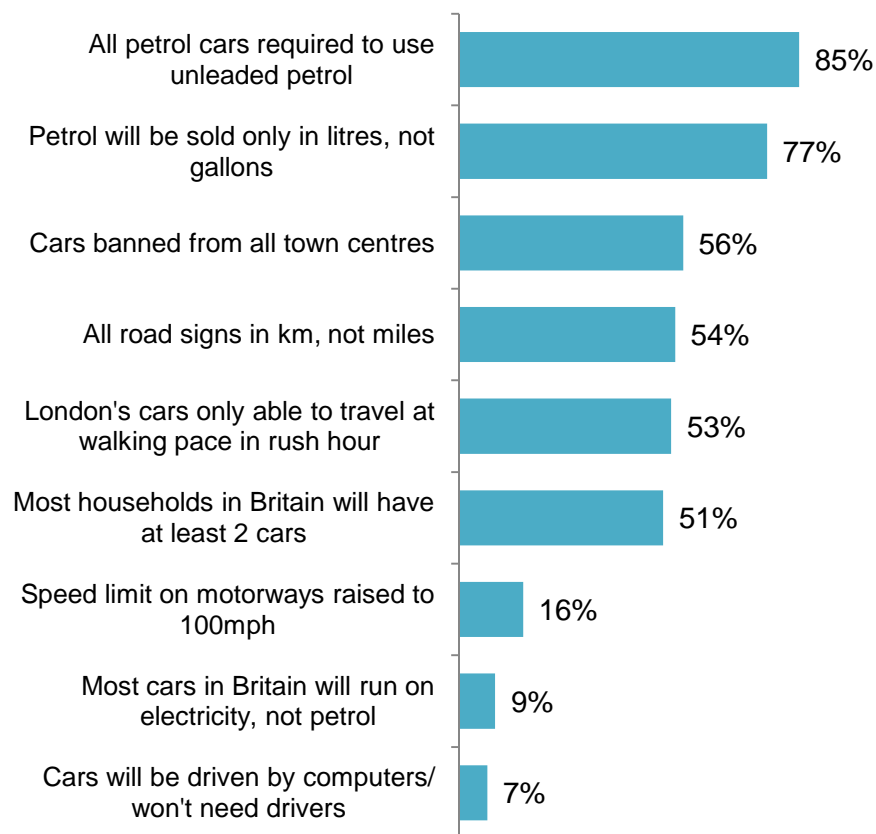 All petrol cars required to use
unleaded petrol
85%
Petrol will be sold only in litres, not
gallons
77%
Cars banned from all town centres
56%
All road signs in km, not miles
54%
London's cars only able to travel at
walking pace in rush hour
53%
Most households in Britain will have
at least 2 cars
51%
Speed limit on motorways raised to
100mph
16%
Most cars in Britain will run on
electricity, not petrol
9%
Cars will be driven by computers/
won't need drivers
7%